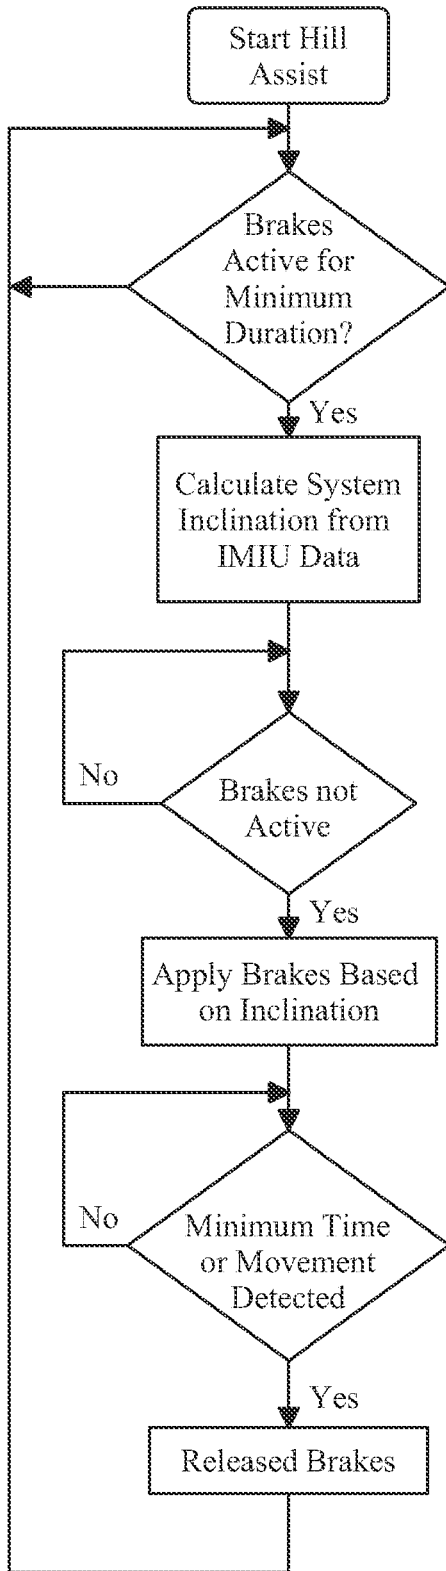 Start Hill
Assist
Brakes
Active for
Minimum
Duration?
Yes
Calculate System
Inclination from
IMIU Data
No
Brakes not
Active
Yes
Apply Brakes Based
on Inclination
No
Minimum Time
or Movement
Detected
Yes
Released Brakes